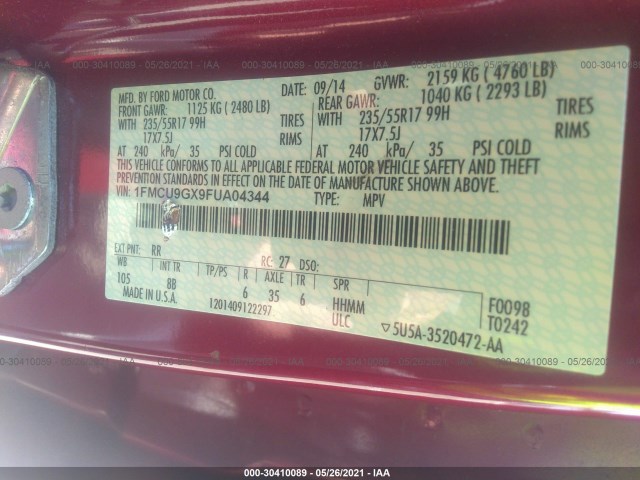 000-30410089 - 05/26/2021 - IAA
MFD. BY FORD MOTOR CO.
DATE: 09/14 GVWR: 2159 KG ( 4760 LB)
FRONT GAWR: 1125 KG ( 2480 LB)
REAR GAWR: 1040 KG ( 2293 LB)
WITH 235/55R17 99H TIRES
17X7.5J RIMS
WITH 235/55R17 99H TIRES
17X7.5J RIMS
AT 240 kPa/ 35 PSI COLD
AT 240 kPa/ 35 PSI COLD
THIS VEHICLE CONFORMS TO ALL APPLICABLE FEDERAL MOTOR VEHICLE SAFETY AND THEFT
PREVENTION STANDARDS IN EFFECT ON THE DATE OF MANUFACTURE SHOWN ABOVE.
VIN: 1FMCU9GX9FUA04344 TYPE: MPV
EXT PNT: RR RC: 27 DSO:
WB INT TR TP/PS R AXLE TR SPR
105 8B 6 35 6 HHMM
MADE IN U.S.A. 1201409122297 ULC
F0098
T0242
▽5U5A-3520472-AA
000-30410089 - 05/26/2021 - IAA